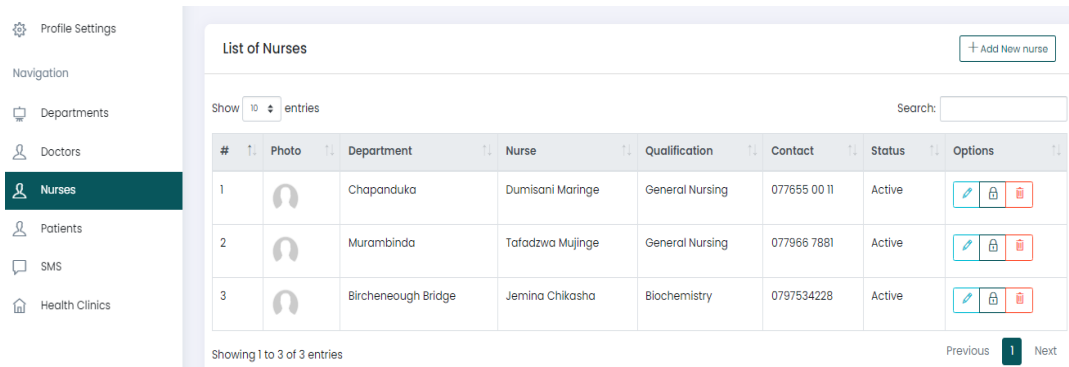 Profile Settings
Navigation
Departments
Doctors
Nurses
Patients
SMS
Health Clinics
List of Nurses
Add New nurse
Show 10 entries
Search:
# Photo Department Nurse Qualification Contact Status Options
1 Chapanduka Dumisani Maringe General Nursing 077655 00 11 Active
2 Murambinda Tafadzwa Mujinge General Nursing 077966 7881 Active
3 Bircheneough Bridge Jemina Chikasha Biochemistry 0797534228 Active
Showing 1 to 3 of 3 entries
Previous 1 Next